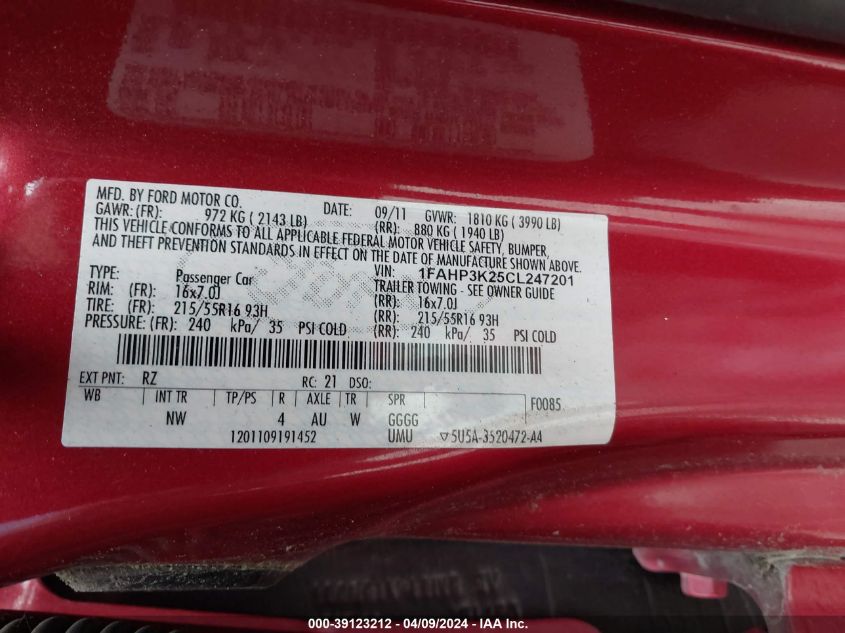 MFD. BY FORD MOTOR CO.
DATE: 09/11 GVWR: 1810 KG ( 3990 LB)
GAWR: (FR): 972 KG ( 2143 LB) (RR): 880 KG ( 1940 LB)
THIS VEHICLE CONFORMS TO ALL APPLICABLE FEDERAL MOTOR VEHICLE SAFETY, BUMPER,
AND THEFT PREVENTION STANDARDS IN EFFECT ON THE DATE OF MANUFACTURE SHOWN ABOVE.
VIN: 1FAHP3K25CL247201
TYPE: Passenger Car TRAILER TOWING - SEE OWNER GUIDE
RIM: (FR): 16x7.0J (RR): 16x7.0J
TIRE: (FR): 215/55R16 93H (RR): 215/55R16 93H
PRESSURE: (FR): 240 kPa/ 35 PSI COLD (RR): 240 kPa/ 35 PSI COLD
EXT PNT: RZ RC: 21 DSO:
WB INT TR TP/PS R AXLE TR SPR F0085
NW 4 AU W GGGG
1201109191452 UMU ▽5U5A-3520472-A4
000-39123212 - 04/09/2024 - IAA Inc.